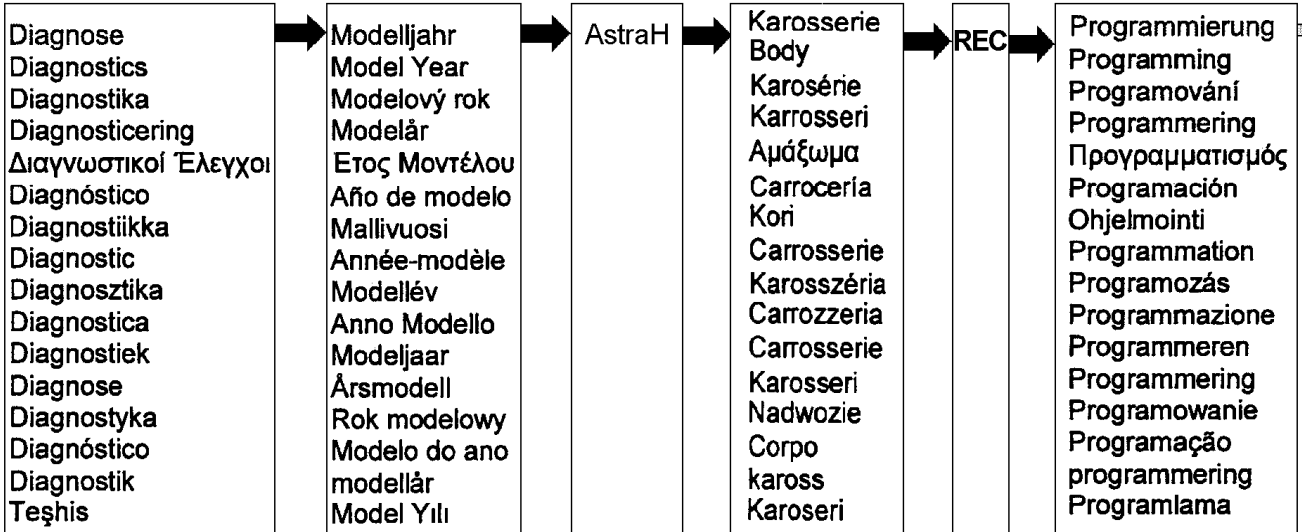 Diagnose
Diagnostics
Diagnostika
Diagnosticering
Διαγνωστικοί Έλεγχοι
Diagnóstico
Diagnostiikka
Diagnostic
Diagnosztika
Diagnostica
Diagnostiek
Diagnose
Diagnostyka
Diagnóstico
Diagnostik
Teşhis
Modelljahr
Model Year
Modelový rok
Modelår
Έτος Μοντέλου
Año de modelo
Mallivuosi
Année-modèle
Modellév
Anno Modello
Modeljaar
Årsmodell
Rok modelowy
Modelo do ano
modellår
Model Yılı
AstraH
Karosserie
Body
Karosérie
Karrosseri
Αμάξωμα
Carrocería
Kori
Carrosserie
Karosszéria
Carrozzeria
Carrosserie
Karosseri
Nadwozie
Corpo
kaross
Karoseri
REC
Programmierung
Programming
Programování
Programmering
Προγραμματισμός
Programación
Ohjelmointi
Programmation
Programozás
Programmazione
Programmeren
Programmering
Programowanie
Programação
programmering
Programlama